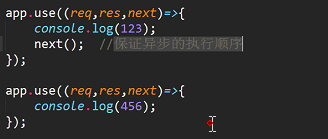 app.use((req,res,next)=>{
console.log(123);
next();  //保证异步的执行顺序
});
app.use((req,res,next)=>{
console.log(456);
});